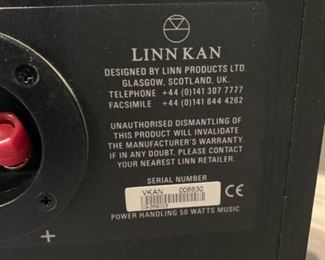 LINN KAN
DESIGNED BY LINN PRODUCTS LTD.
GLASGOW, SCOTLAND, UK.
TELEPHONE +44 (0)141 307 7777
FACSIMILE +44 (0)141 644 4262
UNAUTHORISED DISMANTLING OF
THIS PRODUCT WILL INVALIDATE
THE MANUFACTURER'S WARRANTY.
IF IN ANY DOUBT, PLEASE CONTACT
YOUR NEAREST LINN RETAILER.
SERIAL NUMBER
VKAN 006630
CE
POWER HANDLING 50 WATTS MUSIC.
+